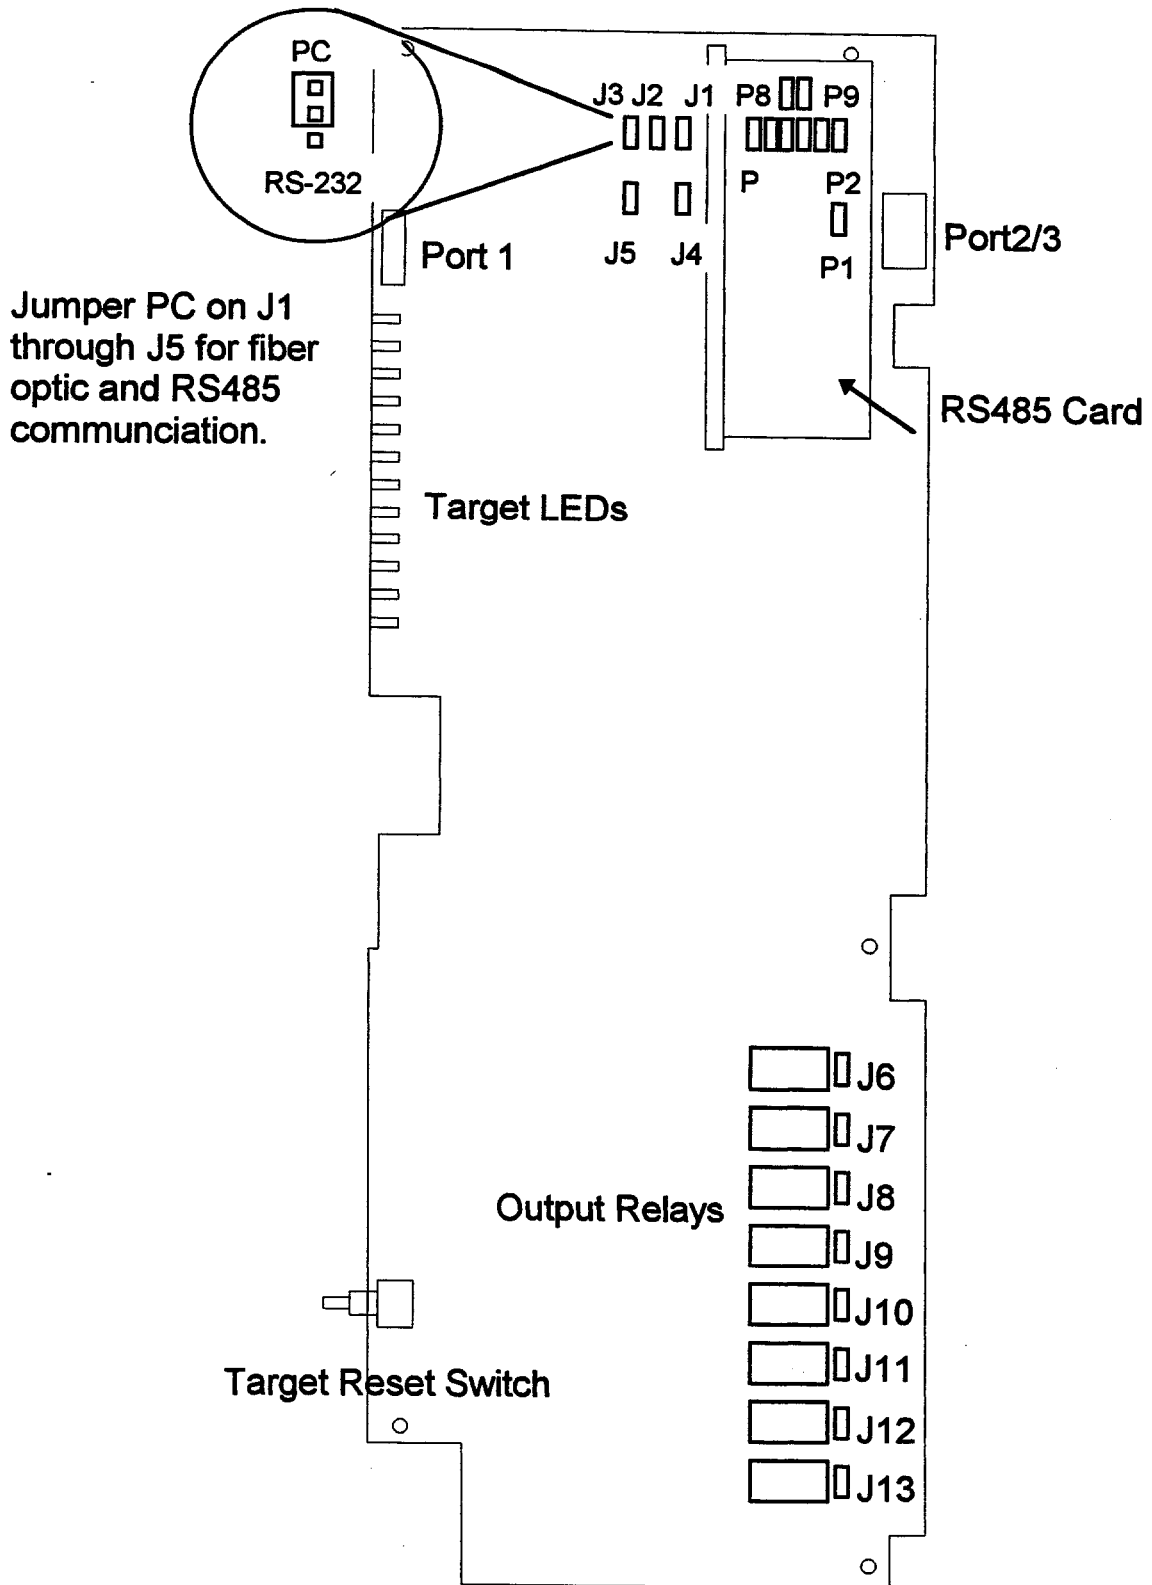 PC
RS-232
J3 J2 J1
P8 P9
P P2
J5 J4
P1
Port 1
Port2/3
Jumper PC on J1
through J5 for fiber
optic and RS485
communciation.
RS485 Card
Target LEDs
Output Relays
J6
J7
J8
J9
J10
J11
J12
J13
Target Reset Switch